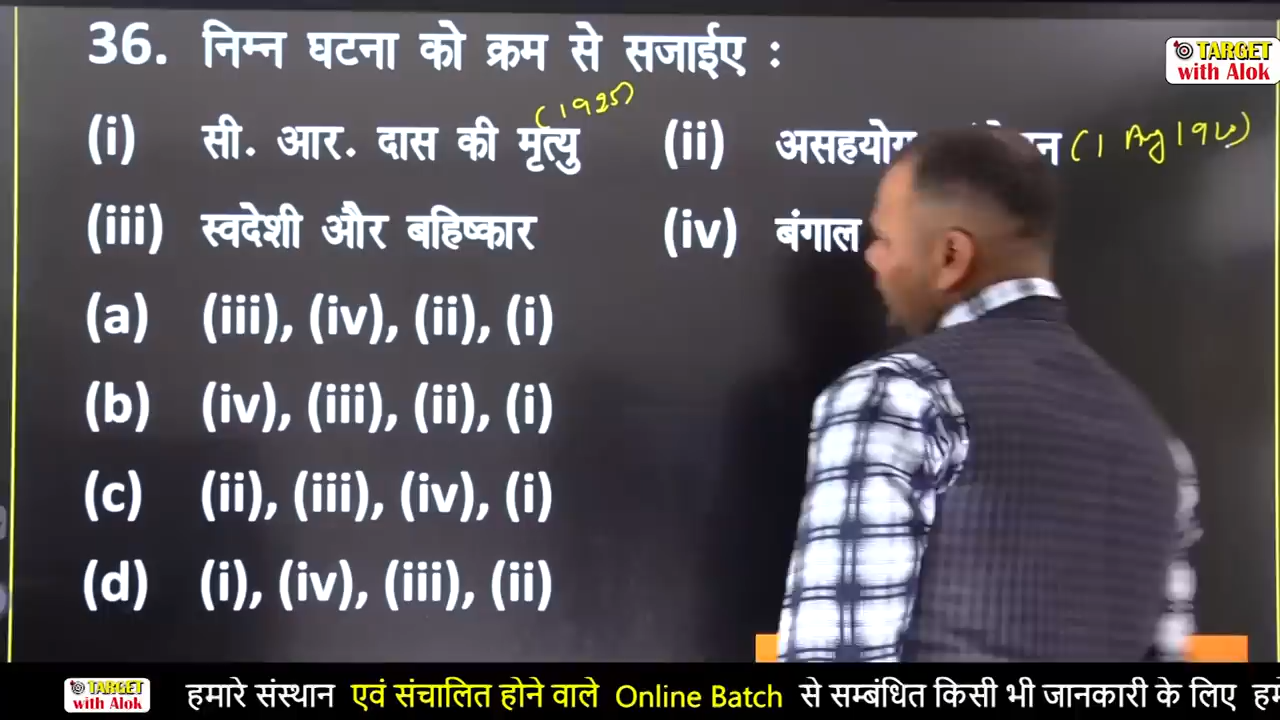 36. निम्न घटना को क्रम से सजाईए :
TARGET with Alok
(i) सी. आर. दास की मृत्यु (1925) (ii) असहयोग
(iii) स्वदेशी और बहिष्कार (iv) बंगाल
(a) (iii), (iv), (ii), (i)
(b) (iv), (iii), (ii), (i)
(c) (ii), (iii), (iv), (i)
(d) (i), (iv), (iii), (ii)
TARGET with Alok हमारे संस्थान एवं संचालित होने वाले Online Batch से सम्बंधित किसी भी जानकारी के लिए